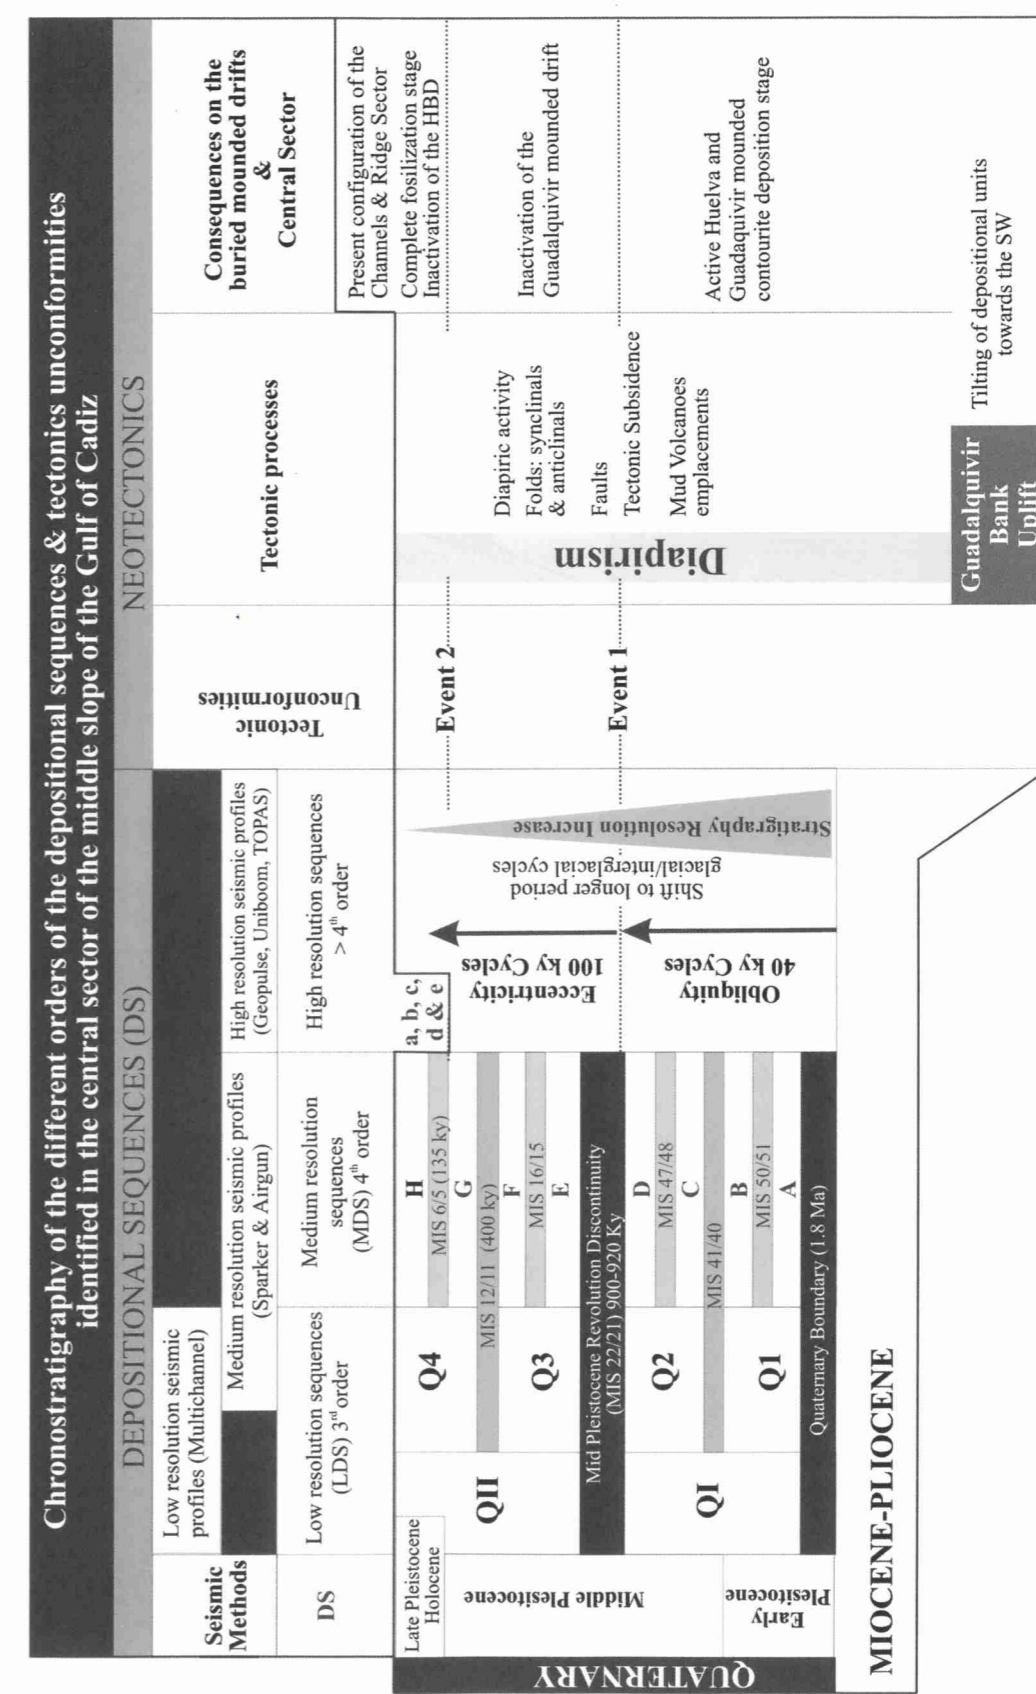 Chronostratigraphy of the different orders of the depositional sequences & tectonics unconformities
identified in the central sector of the middle slope of the Gulf of Cadiz
DEPOSITIONAL SEQUENCES (DS)
NEOTECTONICS
Seismic
Methods
Low resolution seismic
profiles (Multichannel)
Medium resolution seismic profiles
(Sparker & Airgun)
High resolution seismic profiles
(Geopulse, Uniboom, TOPAS)
Tectonic
Unconformities
Tectonic processes
Consequences on the
buried mounded drifts
&
Central Sector
DS
Low resolution sequences
(LDS) 3rd order
Medium resolution
sequences
(MDS) 4th order
High resolution sequences
> 4th order
QUATERNARY
Late Pleistocene
Holocene
Middle Plesitocene
Early
Plesitocene
QII
QI
Q4
Q3
Q2
Q1
H
MIS 6/5 (135 ky)
G
MIS 12/11 (400 ky)
F
MIS 16/15
E
Mid Pleistocene Revolution Discontinuity
(MIS 22/21) 900-920 Ky
D
MIS 47/48
C
MIS 41/40
B
MIS 50/51
A
Quaternary Boundary (1.8 Ma)
a, b, c,
d & e
Eccentricity
100 ky Cycles
Obliquity
40 ky Cycles
Shift to longer period
glacial/interglacial cycles
Stratigraphy Resolution Increase
Event 2
Event 1
Diapirism
Diapiric activity
Folds: synclinals
& anticlinals
Faults
Tectonic Subsidence
Mud Volcanoes
emplacements
Present configuration of the
Channels & Ridge Sector
Complete fosilization stage
Inactivation of the HBD
Inactivation of the
Guadalquivir mounded drift
Active Huelva and
Guadaquivir mounded
contourite deposition stage
MIOCENE-PLIOCENE
Guadalquivir
Bank
Uplift
Tilting of depositional units
towards the SW